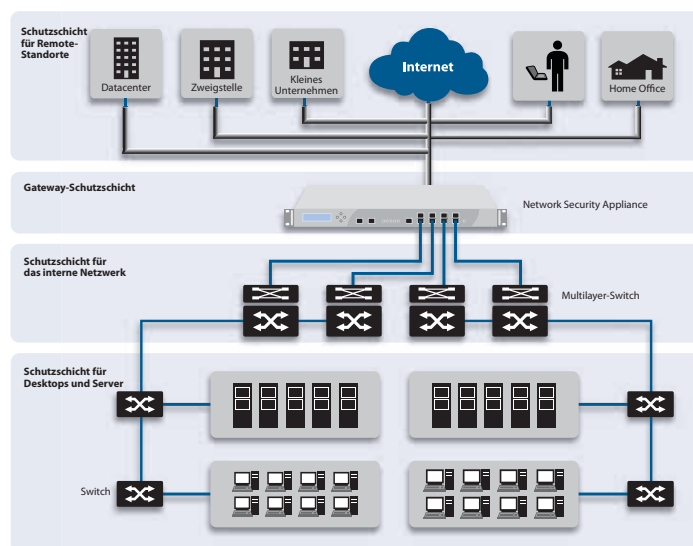 Schutzschicht
für Remote-
Standorte
Datacenter
Zweigstelle
Kleines
Unternehmen
Internet
Home Office
Gateway-Schutzschicht
Network Security Appliance
Schutzschicht für
das interne Netzwerk
Multilayer-Switch
Schutzschicht für
Desktops und Server
Switch